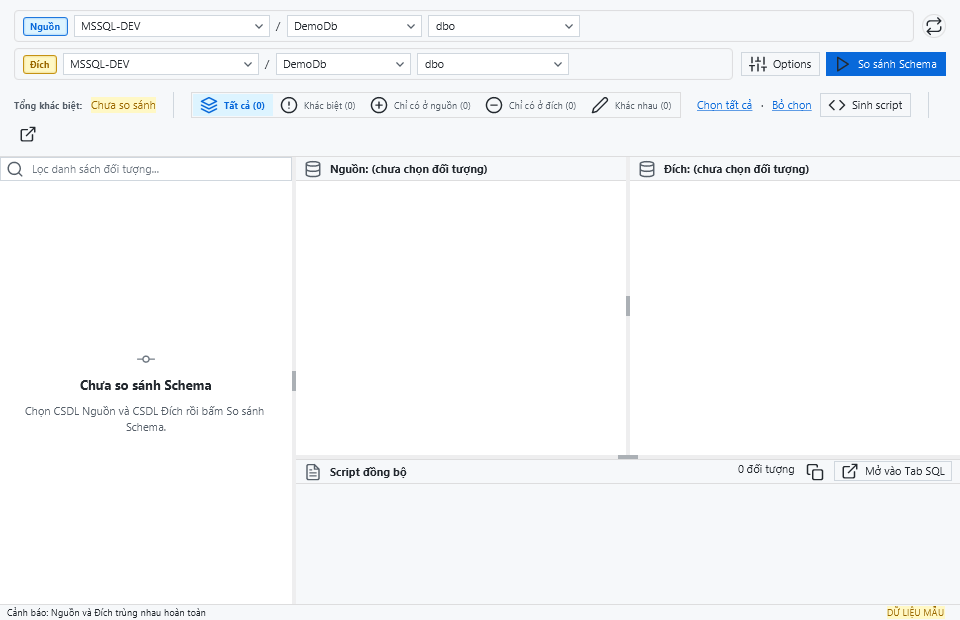 Nguồn MSSQL-DEV / DemoDb dbo
Đích MSSQL-DEV / DemoDb dbo Options So sánh Schema
Tổng khác biệt: Chưa so sánh Tất cả (0) Khác biệt (0) Chỉ có ở nguồn (0) Chỉ có ở đích (0) Khác nhau (0) Chọn tất cả · Bỏ chọn Sinh script
Lọc danh sách đối tượng... Nguồn: (chưa chọn đối tượng) Đích: (chưa chọn đối tượng)
Chưa so sánh Schema
Chọn CSDL Nguồn và CSDL Đích rồi bấm So sánh
Schema.
Script đồng bộ 0 đối tượng Mở vào Tab SQL
Cảnh báo: Nguồn và Đích trùng nhau hoàn toàn DỮ LIỆU MẪU